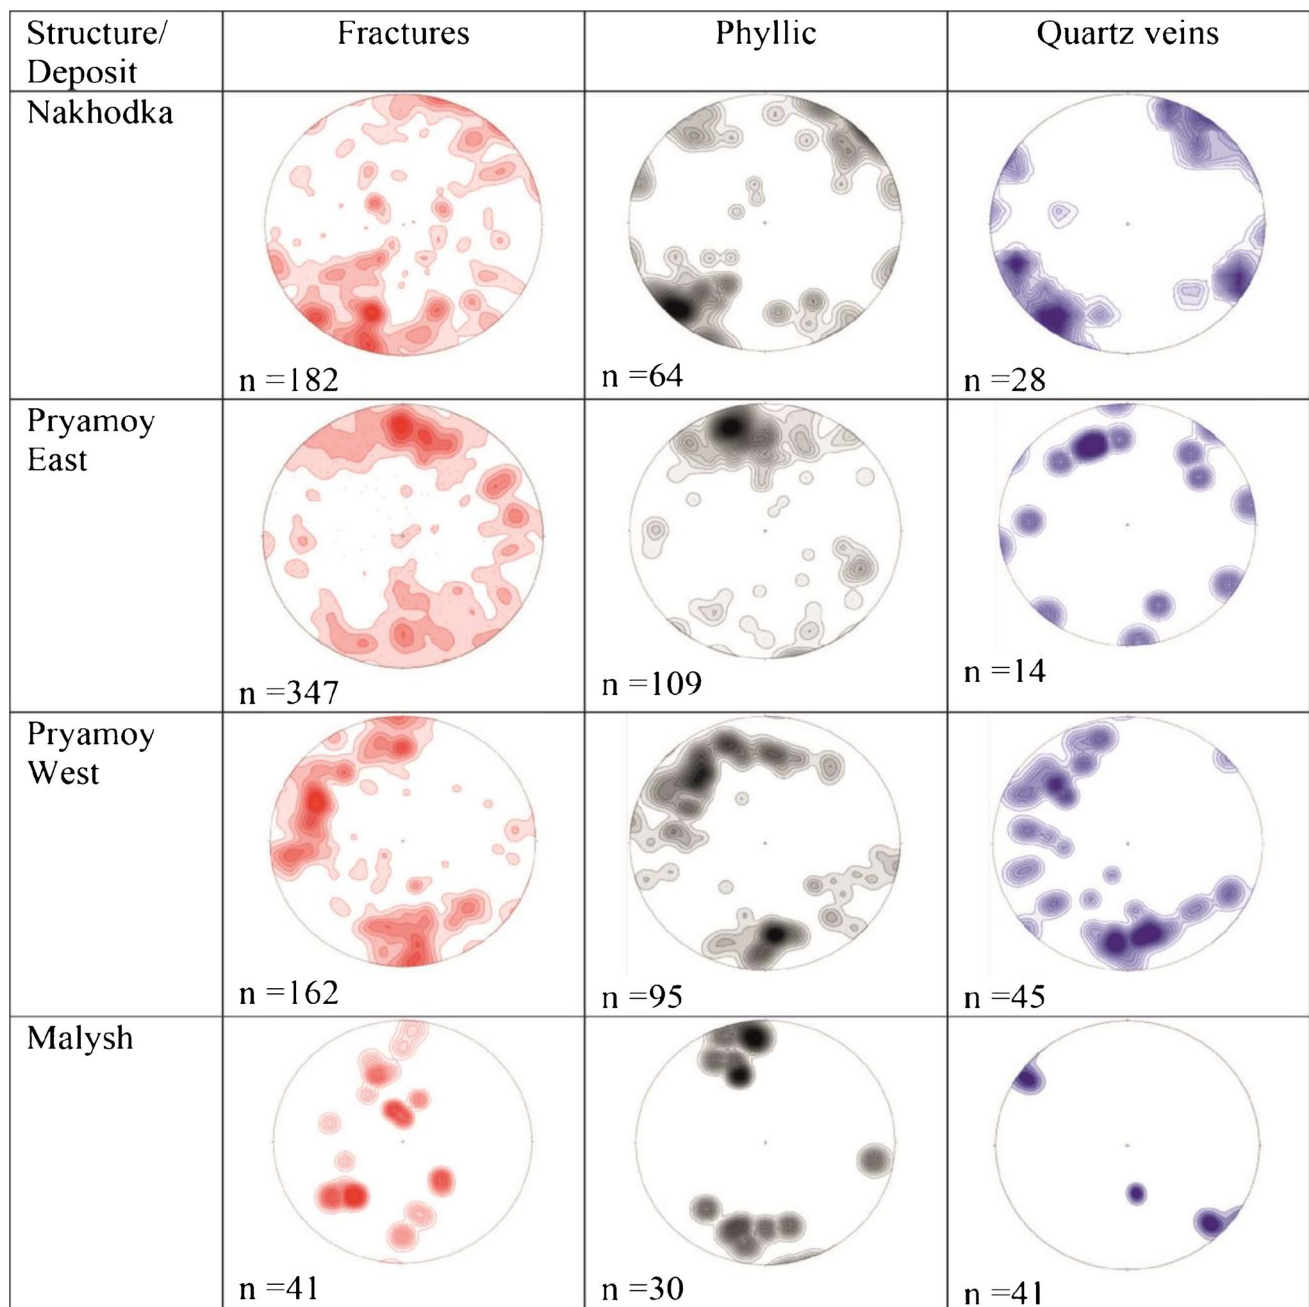 Structure/
Deposit
Fractures
Phyllic
Quartz veins
Nakhodka
n =182
n =64
n =28
Pryamoy
East
n =347
n =109
n =14
Pryamoy
West
n =162
n =95
n =45
Malysh
n =41
n =30
n =41